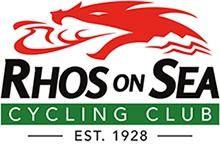 RHOS ON SEA
CYCLING CLUB
EST. 1928